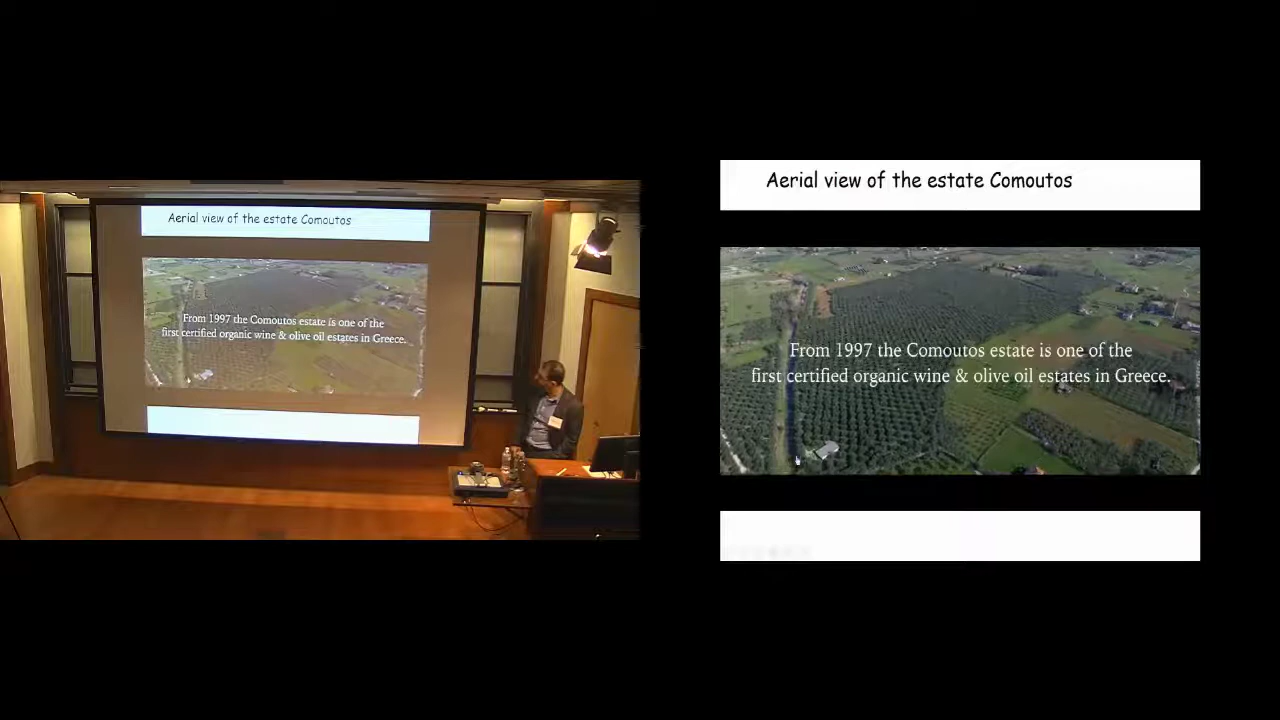 Aerial view of the estate Comoutos
From 1997 the Comoutos estate is one of the
first certified organic wine & olive oil estates in Greece.
Aerial view of the estate Comoutos
From 1997 the Comoutos estate is one of the
first certified organic wine & olive oil estates in Greece.